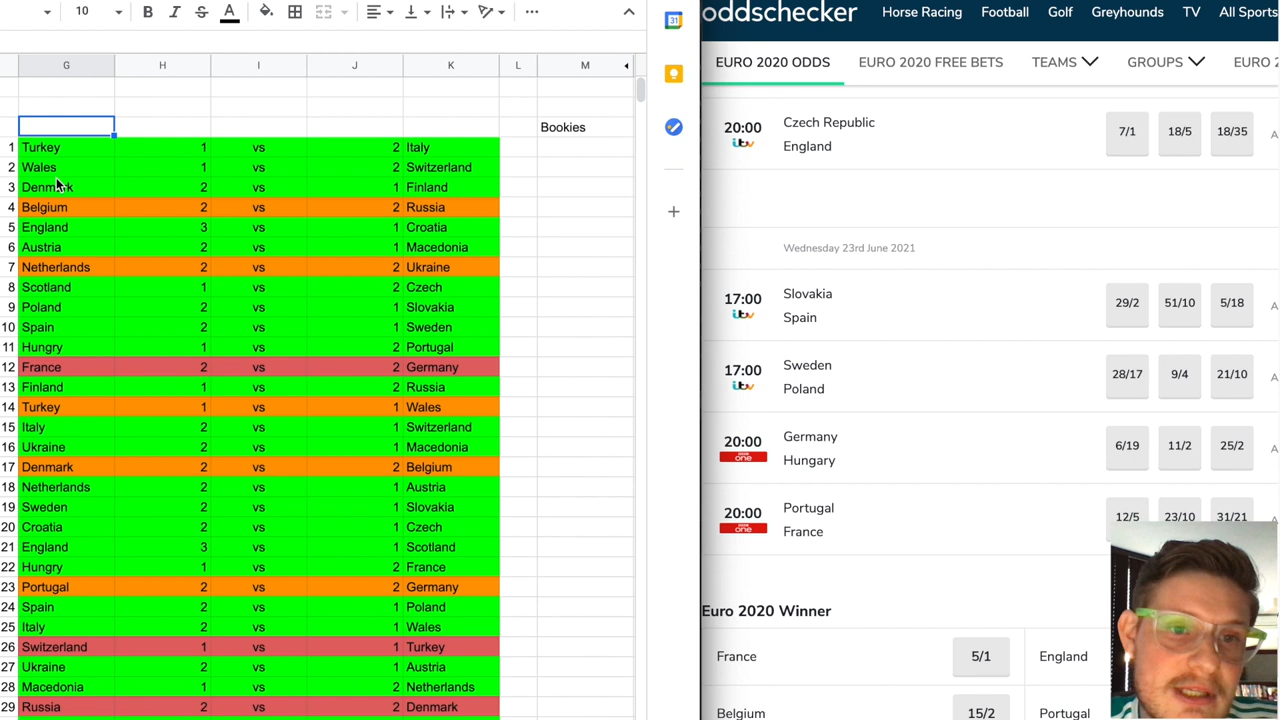 10 B I S A
G H I J K L M
Bookies
1 Turkey 1 vs 2 Italy
2 Wales 1 vs 2 Switzerland
3 Denmark 2 vs 1 Finland
4 Belgium 2 vs 2 Russia
5 England 3 vs 1 Croatia
6 Austria 2 vs 1 Macedonia
7 Netherlands 2 vs 2 Ukraine
8 Scotland 1 vs 2 Czech
9 Poland 2 vs 1 Slovakia
10 Spain 2 vs 1 Sweden
11 Hungry 1 vs 2 Portugal
12 France 2 vs 2 Germany
13 Finland 1 vs 2 Russia
14 Turkey 1 vs 1 Wales
15 Italy 2 vs 1 Switzerland
16 Ukraine 2 vs 1 Macedonia
17 Denmark 2 vs 2 Belgium
18 Netherlands 2 vs 1 Austria
19 Sweden 2 vs 1 Slovakia
20 Croatia 2 vs 1 Czech
21 England 3 vs 1 Scotland
22 Hungry 1 vs 2 France
23 Portugal 2 vs 2 Germany
24 Spain 2 vs 1 Poland
25 Italy 2 vs 1 Wales
26 Switzerland 1 vs 1 Turkey
27 Ukraine 2 vs 1 Austria
28 Macedonia 1 vs 2 Netherlands
29 Russia 2 vs 2 Denmark
31
oddschecker Horse Racing Football Golf Greyhounds TV All Sports
EURO 2020 ODDS EURO 2020 FREE BETS TEAMS GROUPS EURO 2
20:00 Czech Republic 7/1 18/5 18/35 A
itv England
Wednesday 23rd June 2021
17:00 Slovakia 29/2 51/10 5/18 A
itv Spain
17:00 Sweden 28/17 9/4 21/10 A
itv Poland
20:00 Germany 6/19 11/2 25/2 A
one Hungary
20:00 Portugal 12/5 23/10 31/21 A
one France
Euro 2020 Winner
France 5/1 England
Belgium 15/2 Portugal